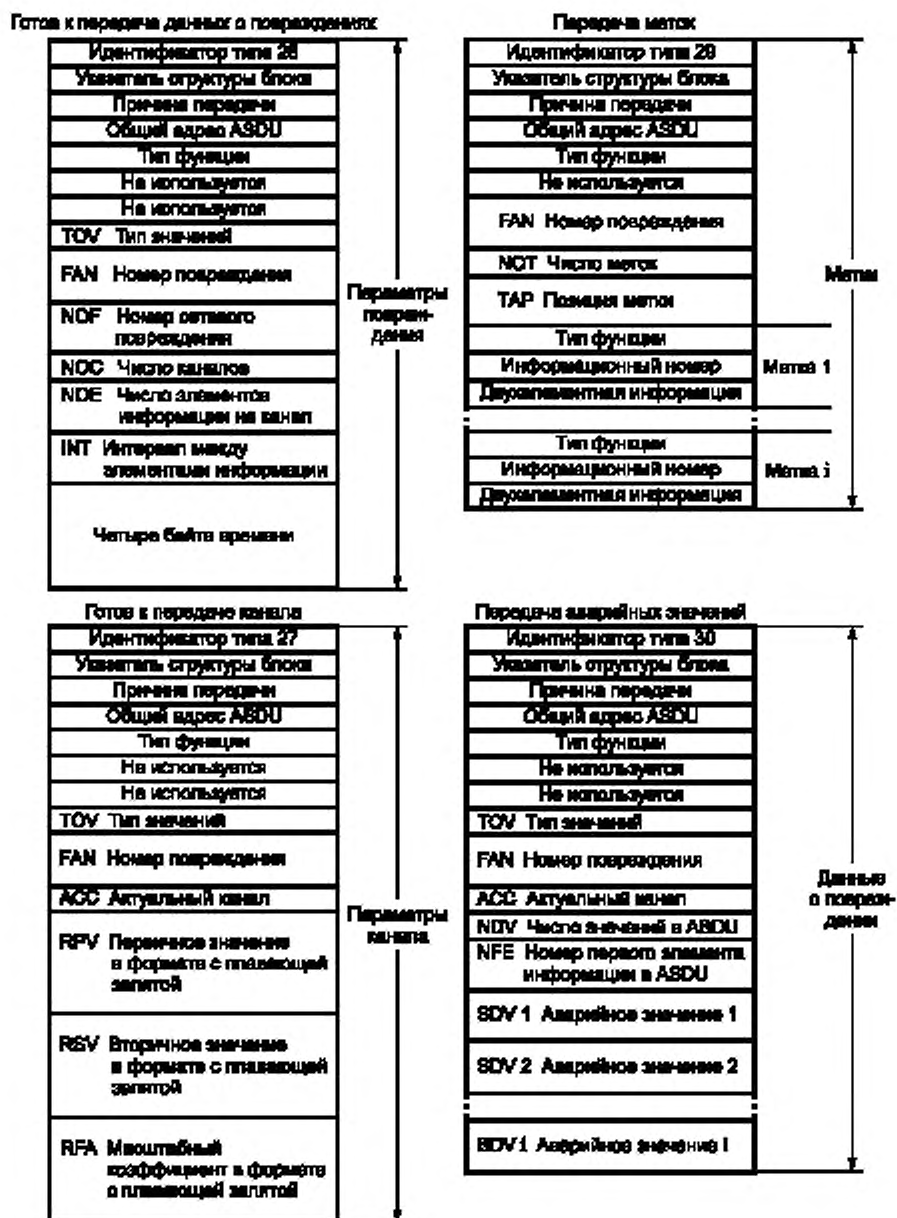 Готов к передаче данных о повреждениях
Идентификатор типа 26
Указатель структуры блока
Причина передачи
Общий адрес ASDU
Тип функции
Не используется
Не используется
TOV Тип значений
FAN Номер повреждения
NOF Номер сетевого
повреждения
NOC Число каналов
NOE Число элементов
информации на канал
INT Интервал между
элементами информации
Четыре байта времени
Параметры
повреж-
дения
Передача меток
Идентификатор типа 29
Указатель структуры блока
Причина передачи
Общий адрес ASDU
Тип функции
Не используется
FAN Номер повреждения
NOT Число меток
TAP Позиция метки
Тип функции
Информационный номер
Двухэлементная информация
Метка 1
Тип функции
Информационный номер
Двухэлементная информация
Метка i
Метки
Готов к передаче канала
Идентификатор типа 27
Указатель структуры блока
Причина передачи
Общий адрес ASDU
Тип функции
Не используется
Не используется
TOV Тип значений
FAN Номер повреждения
ACC Актуальный канал
RPV Первичное значение
в формате с плавающей
запятой
RSV Вторичное значение
в формате с плавающей
запятой
RFA Масштабный
коэффициент в формате
с плавающей запятой
Параметры
канала
Передача аварийных значений
Идентификатор типа 30
Указатель структуры блока
Причина передачи
Общий адрес ASDU
Тип функции
Не используется
Не используется
TOV Тип значений
FAN Номер повреждения
ACC Актуальный канал
NDV Число значений в ASDU
NFE Номер первого элемента
информации в ASDU
SDV 1 Аварийное значение 1
SDV 2 Аварийное значение 2
SDV i Аварийное значение i
Данные
о повреж-
дении